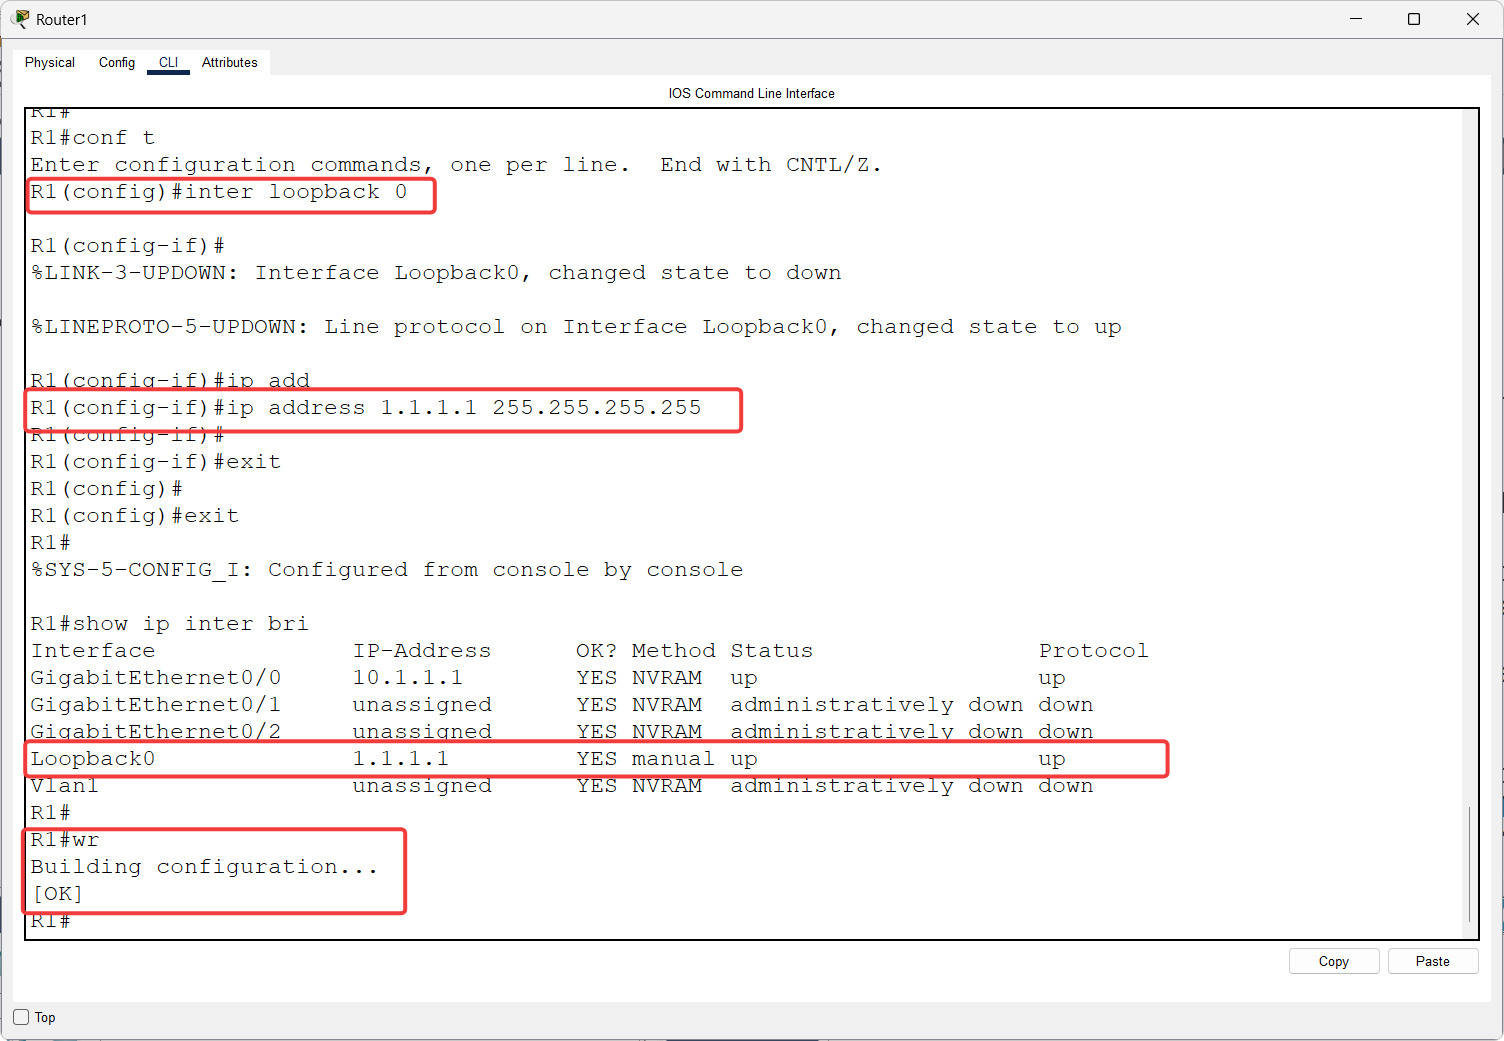 Router1
Physical Config CLI Attributes
IOS Command Line Interface
R1#
R1#conf t
Enter configuration commands, one per line.  End with CNTL/Z.
R1(config)#inter loopback 0
R1(config-if)#
%LINK-3-UPDOWN: Interface Loopback0, changed state to down
%LINEPROTO-5-UPDOWN: Line protocol on Interface Loopback0, changed state to up
R1(config-if)#ip add
R1(config-if)#ip address 1.1.1.1 255.255.255.255
R1(config-if)#
R1(config-if)#exit
R1(config)#
R1(config)#exit
R1#
%SYS-5-CONFIG_I: Configured from console by console
R1#show ip inter bri
Interface              IP-Address      OK? Method Status                Protocol
GigabitEthernet0/0     10.1.1.1        YES NVRAM  up                    up
GigabitEthernet0/1     unassigned      YES NVRAM  administratively down down
GigabitEthernet0/2     unassigned      YES NVRAM  administratively down down
Loopback0              1.1.1.1         YES manual up                    up
Vlan1                  unassigned      YES NVRAM  administratively down down
R1#
R1#wr
Building configuration...
[OK]
R1#
Copy Paste
Top